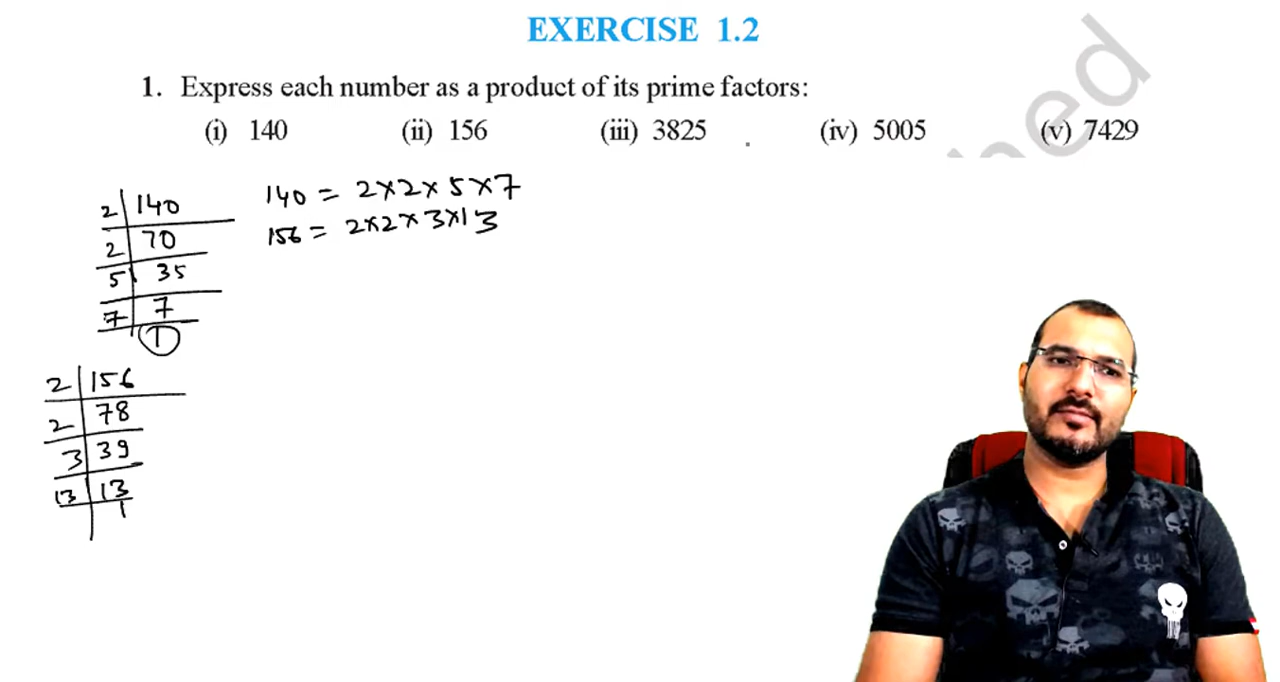 EXERCISE 1.2
1. Express each number as a product of its prime factors:
(i) 140 (ii) 156 (iii) 3825 (iv) 5005 (v) 7429
2 140
2 70
5 35
7 7
1
140 = 2×2×5×7
156 = 2×2×3×13
2 156
2 78
3 39
13 13
1